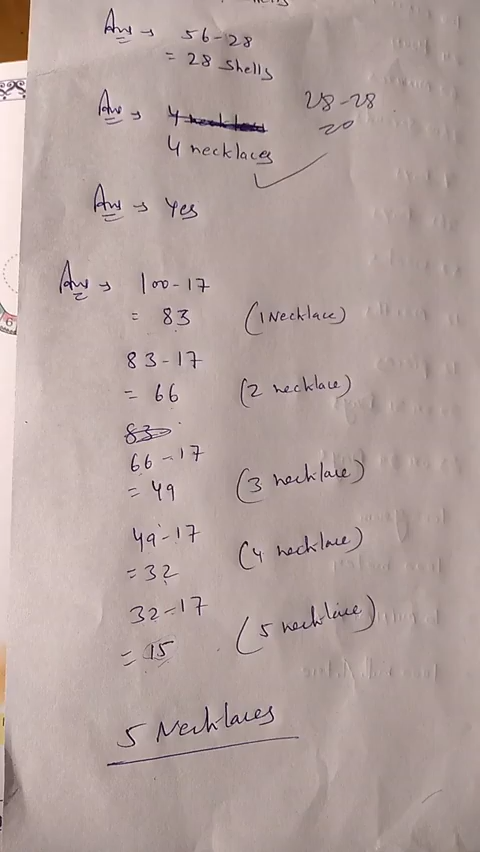 Ans → 56-28
= 28 shells
Ans → 4
28-28
20
4 necklaces
Ans → Yes
Ans → 100-17
= 83 (1 Necklace)
83-17
= 66 (2 necklace)
83
66-17
= 49 (3 necklace)
49-17 (4 necklace)
= 32
32-17 (5 necklace)
= 15
5 Necklaces